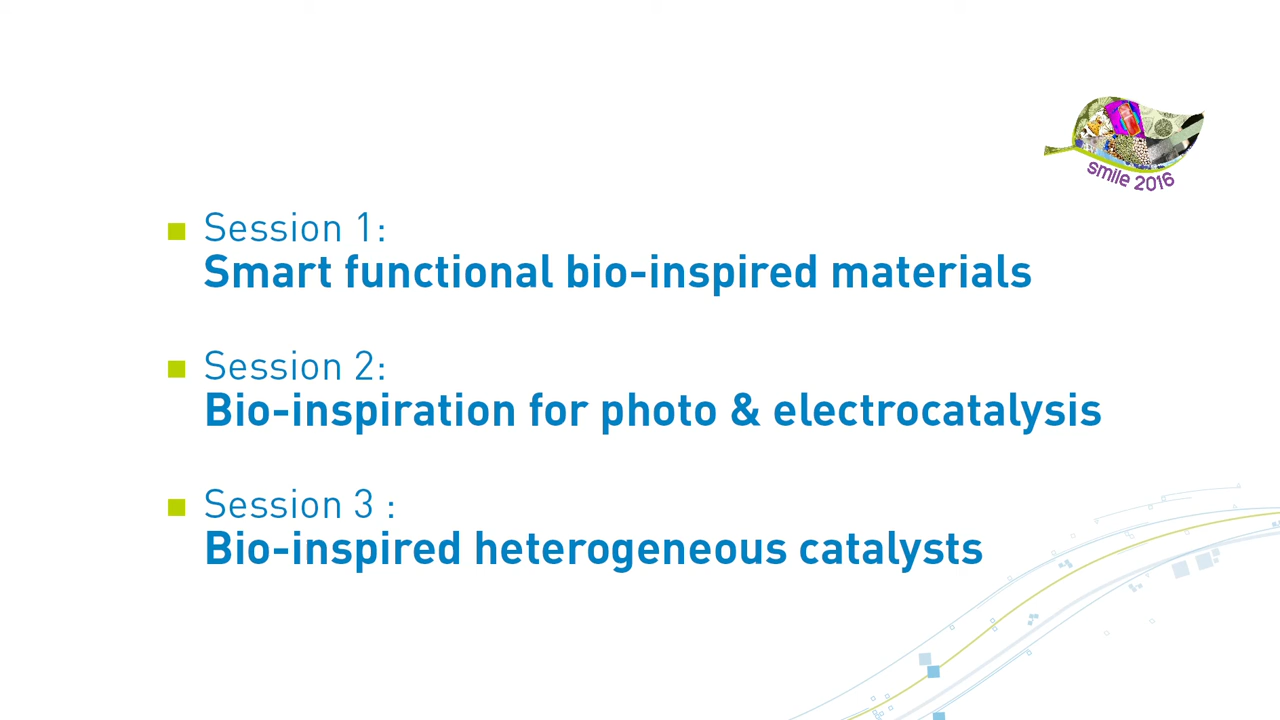 smile 2016
Session 1:
Smart functional bio-inspired materials
Session 2:
Bio-inspiration for photo & electrocatalysis
Session 3 :
Bio-inspired heterogeneous catalysts